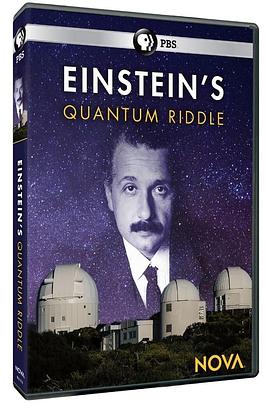 PBS
EINSTEIN'S
QUANTUM RIDDLE
NOVA
PBS
EINSTEIN'S QUANTUM RIDDLE
NOVA